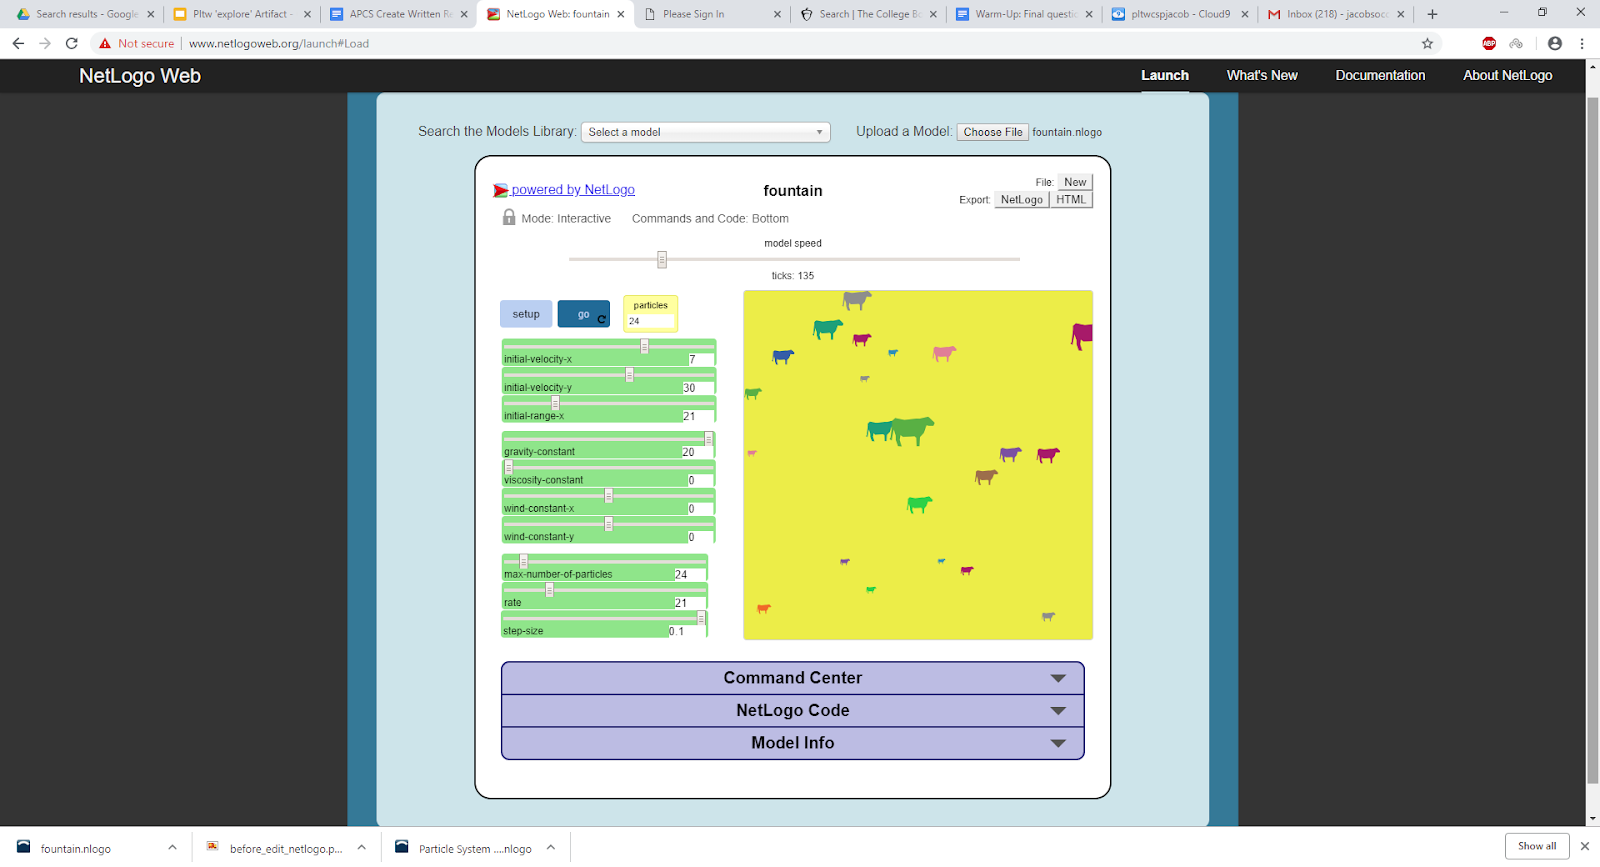 Search results - Google
Pltw 'explore' Artifact -
APCS Create Written Re
NetLogo Web: fountain
Please Sign In
Search | The College Bo
Warm-Up: Final questic
pltwcspjacob - Cloud9
Inbox (218) - jacobsoco
Not secure | www.netlogoweb.org/launch#Load
ABP
NetLogo Web
Launch
What's New
Documentation
About NetLogo
Search the Models Library: Select a model
Upload a Model: Choose File fountain.nlogo
powered by NetLogo
fountain
File: New
Export: NetLogo HTML
Mode: Interactive
Commands and Code: Bottom
model speed
ticks: 135
setup
go
particles
24
initial-velocity-x 7
initial-velocity-y 30
initial-range-x 21
gravity-constant 20
viscosity-constant 0
wind-constant-x 0
wind-constant-y 0
max-number-of-particles 24
rate 21
step-size 0.1
Command Center
NetLogo Code
Model Info
fountain.nlogo
before_edit_netlogo.p...
Particle System ....nlogo
Show all